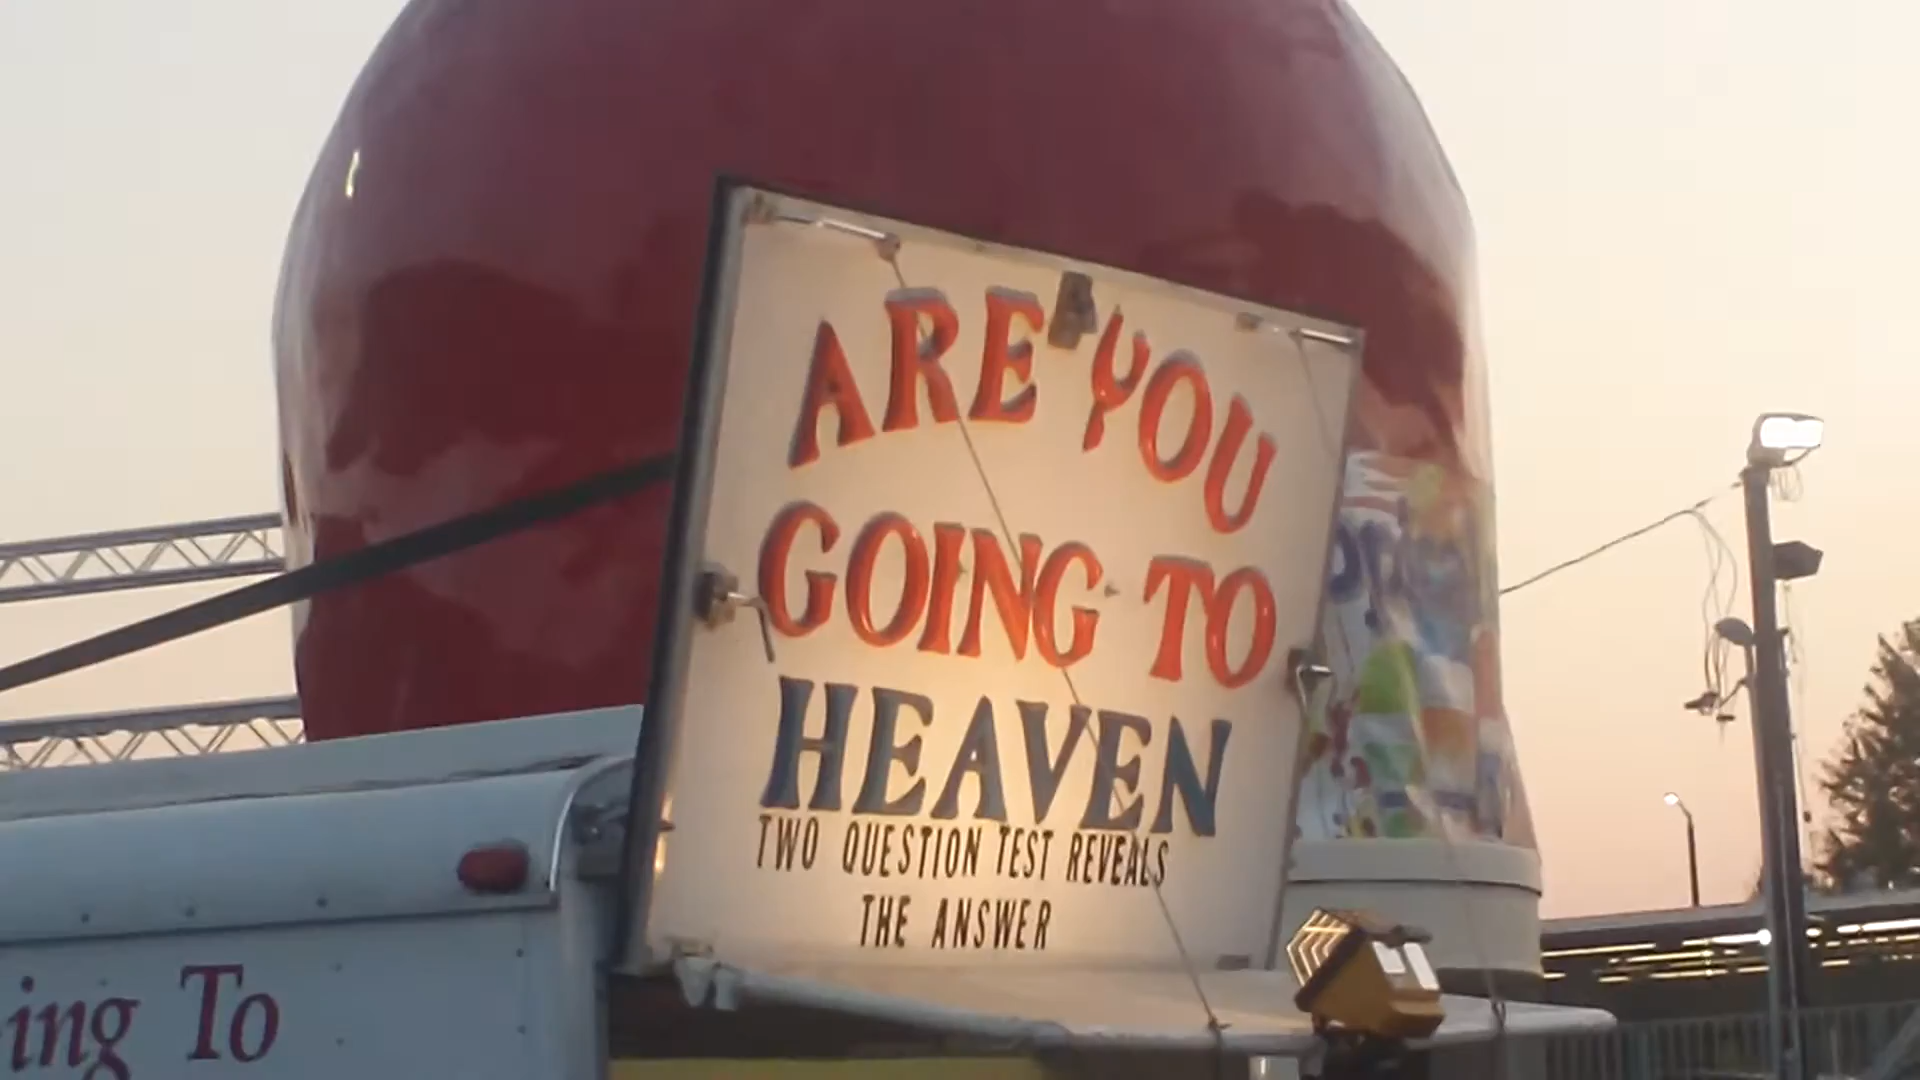 ARE YOU
GOING TO
HEAVEN
TWO QUESTION TEST REVEALS
THE ANSWER
ing To